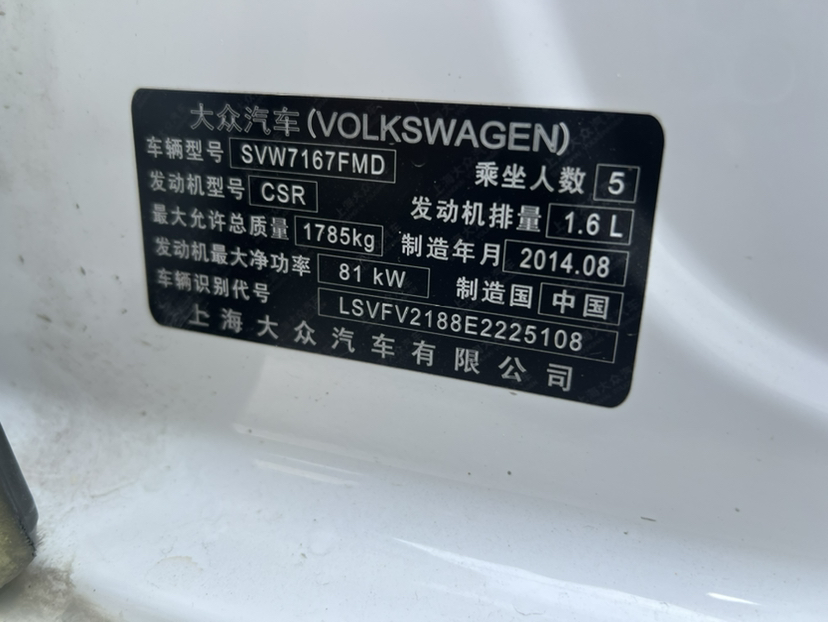 大众汽车(VOLKSWAGEN)
车辆型号 SVW7167FMD 乘坐人数 5
发动机型号 CSR 发动机排量 1.6 L
最大允许总质量 1785kg 制造年月 2014.08
发动机最大净功率 81 kW 制造国 中国
车辆识别代号 LSVFV2188E2225108
上海大众汽车有限公司